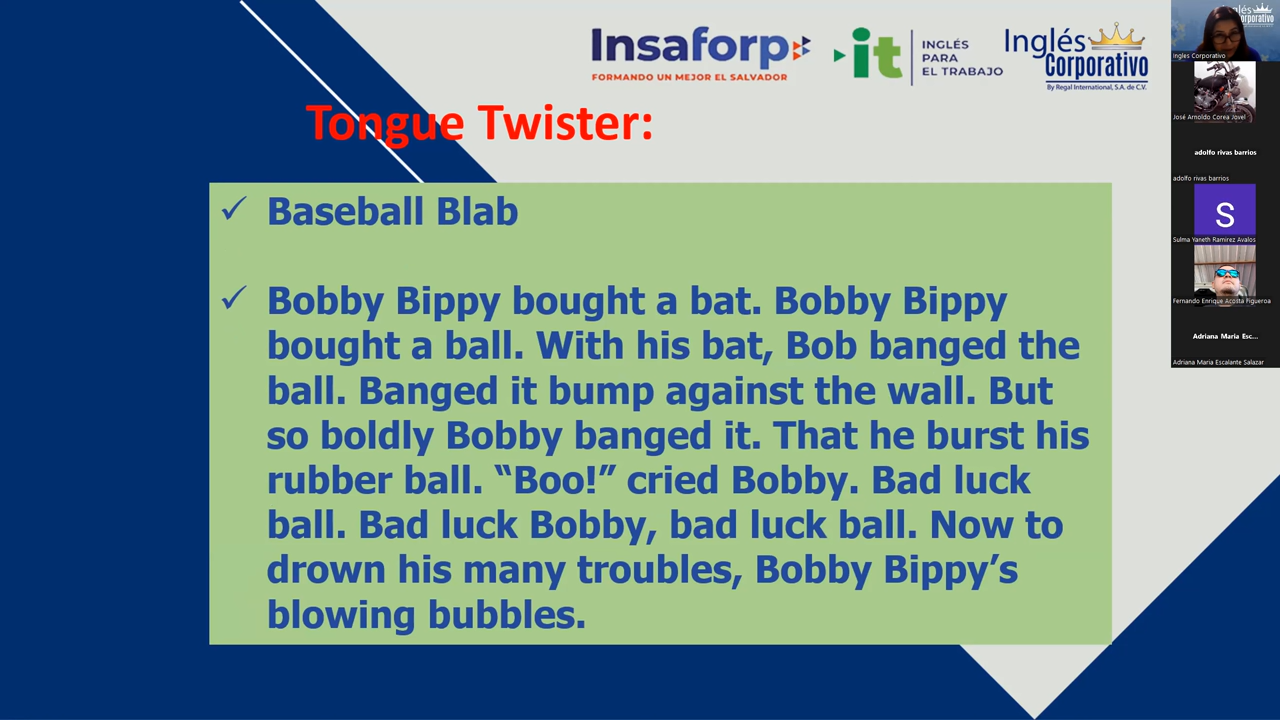 Insaforp
FORMANDO UN MEJOR EL SALVADOR
it
INGLÉS
PARA
EL TRABAJO
Inglés
Corporativo
By Regal International, S.A. de C.V.
Tongue Twister:
✓ Baseball Blab
✓ Bobby Bippy bought a bat. Bobby Bippy
bought a ball. With his bat, Bob banged the
ball. Banged it bump against the wall. But
so boldly Bobby banged it. That he burst his
rubber ball. “Boo!” cried Bobby. Bad luck
ball. Bad luck Bobby, bad luck ball. Now to
drown his many troubles, Bobby Bippy’s
blowing bubbles.
Ingles Corporativo
José Arnoldo Corea Jovel
adolfo rivas barrios
adolfo rivas barrios
S
Sulma Yaneth Ramirez Avalos
Fernando Enrique Acosta Figueroa
Adriana Maria Esc...
Adriana Maria Escalante Salazar